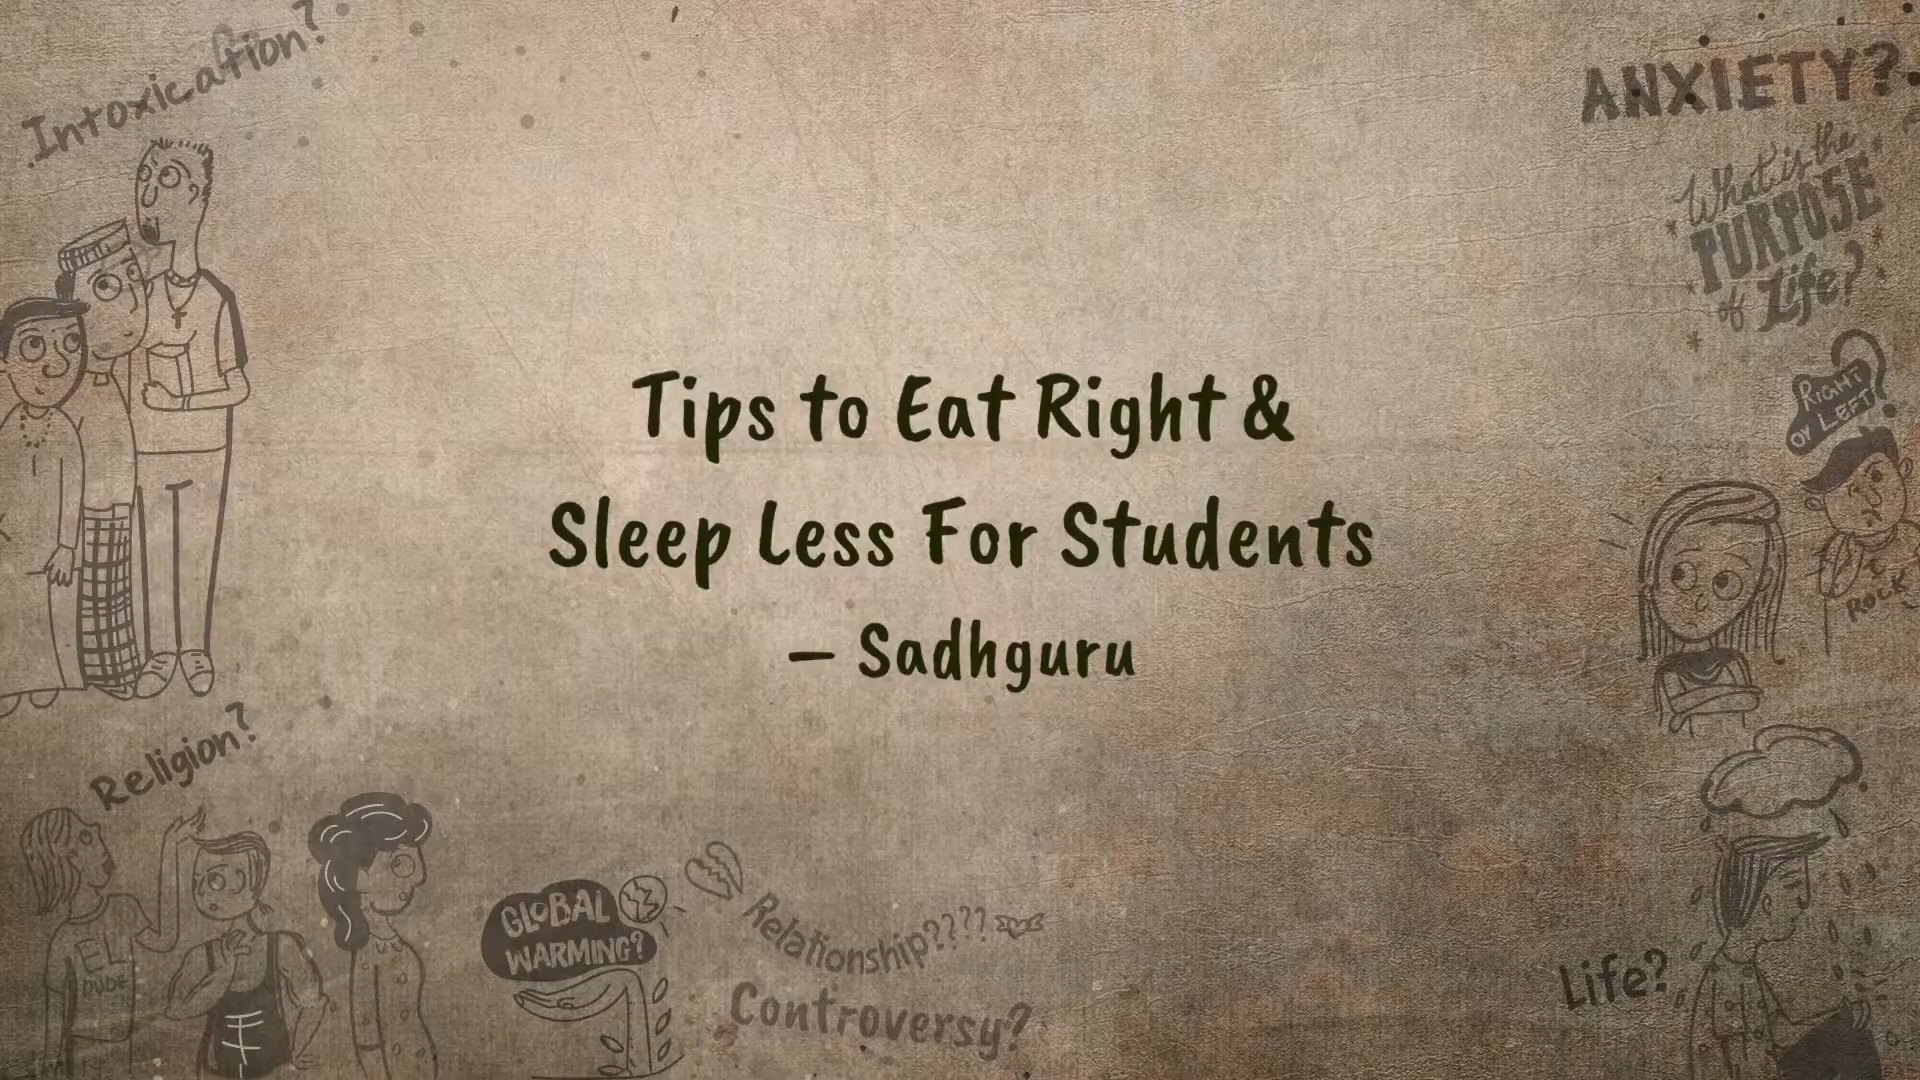 Intoxication?
ANXIETY?
What is the
PURPOSE
of Life?
RIGHT
or LEFT
Tips to Eat Right &
Sleep Less For Students
– Sadhguru
ROCK
Religion?
EL
DUDE
GLOBAL
WARMING?
Relationship????
Controversy?
Life?